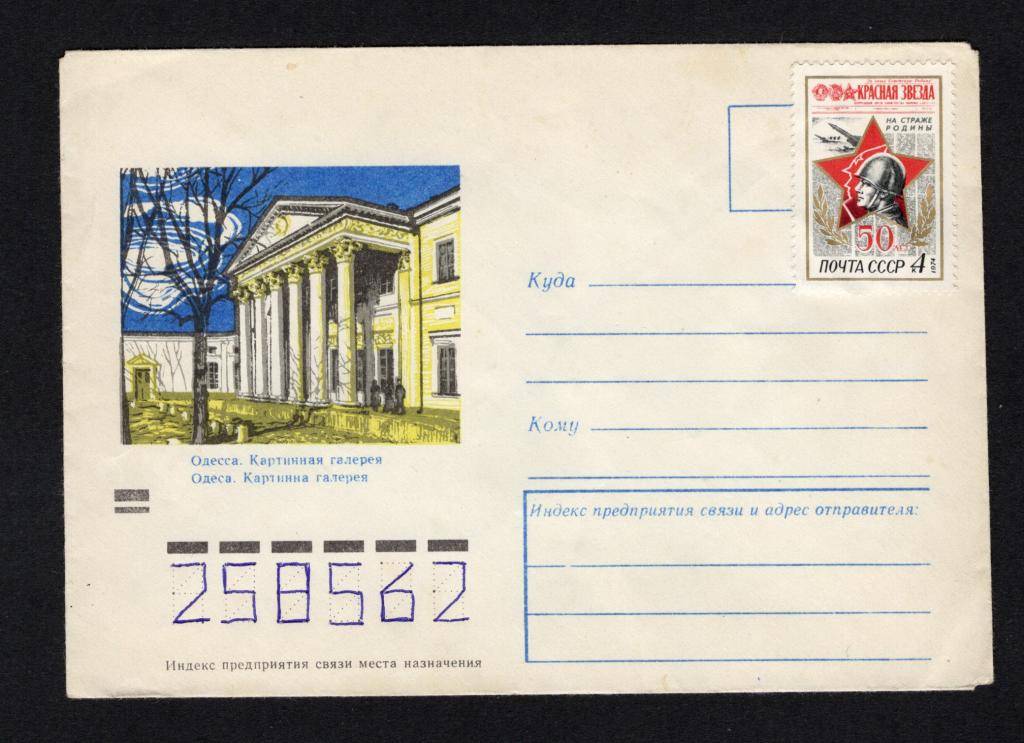 КРАСНАЯ ЗВЕЗДА
НА СТРАЖЕ
РОДИНЫ
50 ЛЕТ
ПОЧТА СССР 4 к
1974
Куда
Кому
Одесса. Картинная галерея
Одеса. Картинна галерея
Индекс предприятия связи и адрес отправителя:
258562
Индекс предприятия связи места назначения